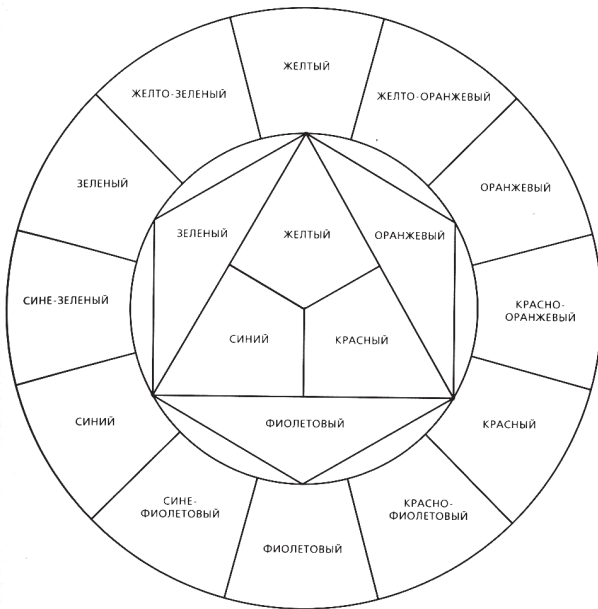 ЖЕЛТЫЙ
ЖЕЛТО-ЗЕЛЕНЫЙ
ЖЕЛТО-ОРАНЖЕВЫЙ
ЗЕЛЕНЫЙ
ОРАНЖЕВЫЙ
ЗЕЛЕНЫЙ
ЖЕЛТЫЙ
ОРАНЖЕВЫЙ
СИНЕ-ЗЕЛЕНЫЙ
КРАСНО-
ОРАНЖЕВЫЙ
СИНИЙ
КРАСНЫЙ
СИНИЙ
ФИОЛЕТОВЫЙ
КРАСНЫЙ
СИНЕ-
ФИОЛЕТОВЫЙ
КРАСНО-
ФИОЛЕТОВЫЙ
ФИОЛЕТОВЫЙ